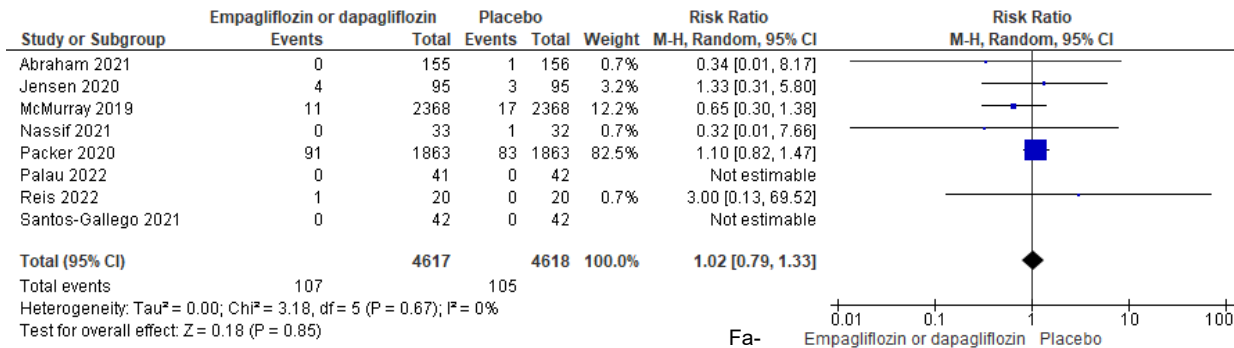 Empagliflozin or dapagliflozin Placebo Risk Ratio Risk Ratio
Study or Subgroup Events Total Events Total Weight M-H, Random, 95% CI M-H, Random, 95% CI
Abraham 2021 0 155 1 156 0.7% 0.34 [0.01, 8.17]
Jensen 2020 4 95 3 95 3.2% 1.33 [0.31, 5.80]
McMurray 2019 11 2368 17 2368 12.2% 0.65 [0.30, 1.38]
Nassif 2021 0 33 1 32 0.7% 0.32 [0.01, 7.66]
Packer 2020 91 1863 83 1863 82.5% 1.10 [0.82, 1.47]
Palau 2022 0 41 0 42 Not estimable
Reis 2022 1 20 0 20 0.7% 3.00 [0.13, 69.52]
Santos-Gallego 2021 0 42 0 42 Not estimable
Total (95% CI) 4617 4618 100.0% 1.02 [0.79, 1.33]
Total events 107 105
Heterogeneity: Tau² = 0.00; Chi² = 3.18, df = 5 (P = 0.67); I² = 0%
Test for overall effect: Z = 0.18 (P = 0.85)
0.01 0.1 1 10 100
Fa- Empagliflozin or dapagliflozin Placebo